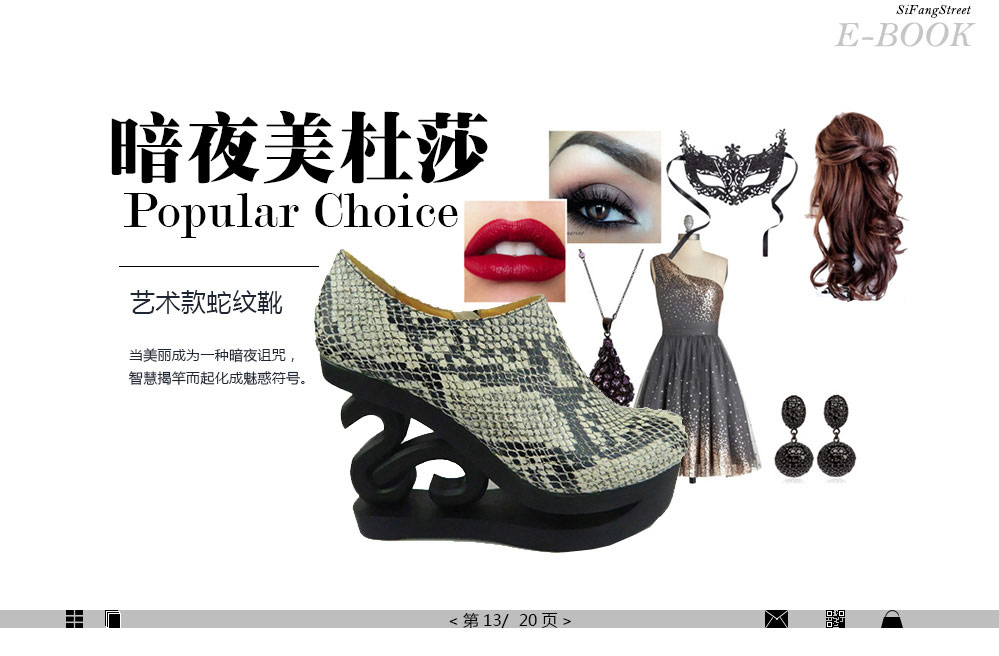 SiFangStreet
E-BOOK
暗夜美杜莎
Popular Choice
艺术款蛇纹靴
当美丽成为一种暗夜诅咒，
智慧揭竿而起化成魅惑符号。
< 第 13/ 20 页 >